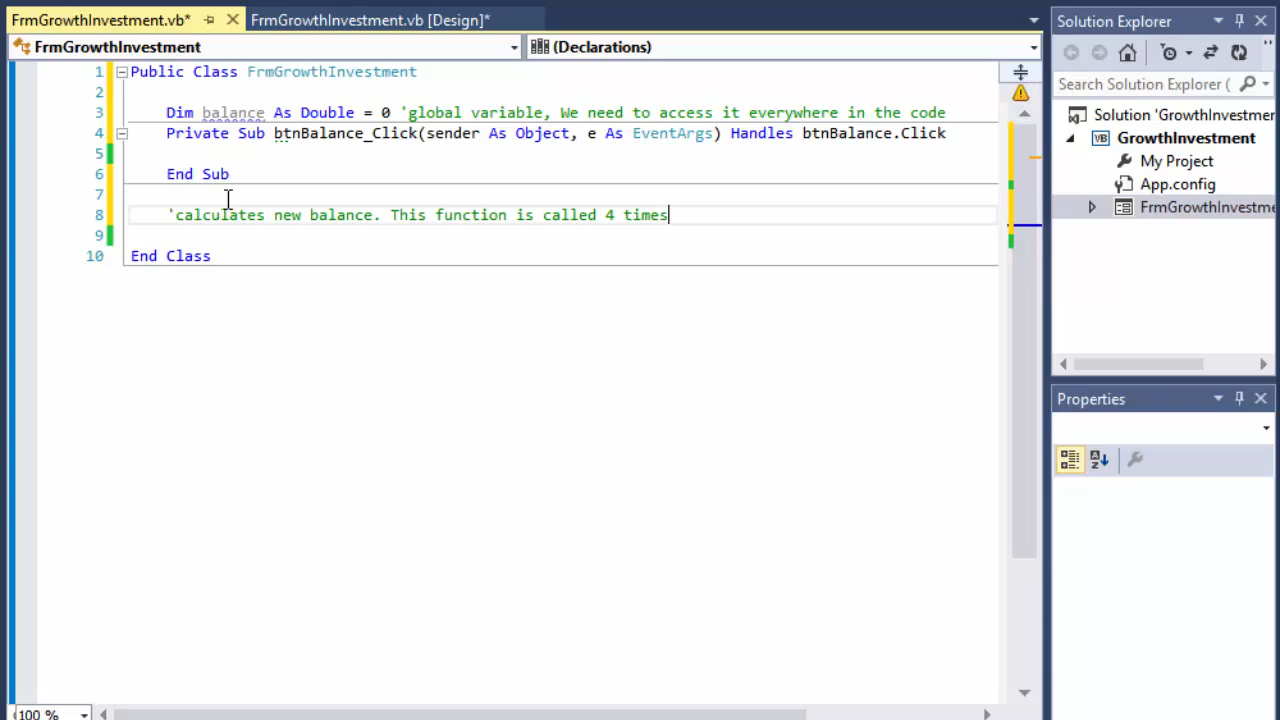 FrmGrowthInvestment.vb*
FrmGrowthInvestment.vb [Design]*
FrmGrowthInvestment
(Declarations)
1 Public Class FrmGrowthInvestment
2
3 Dim balance As Double = 0 'global variable, We need to access it everywhere in the code
4 Private Sub btnBalance_Click(sender As Object, e As EventArgs) Handles btnBalance.Click
5
6 End Sub
7
8 'calculates new balance. This function is called 4 times
9
10 End Class
100 %
Solution Explorer
Search Solution Explorer (
Solution 'GrowthInvestmer
VB GrowthInvestment
My Project
App.config
FrmGrowthInvestme
Properties